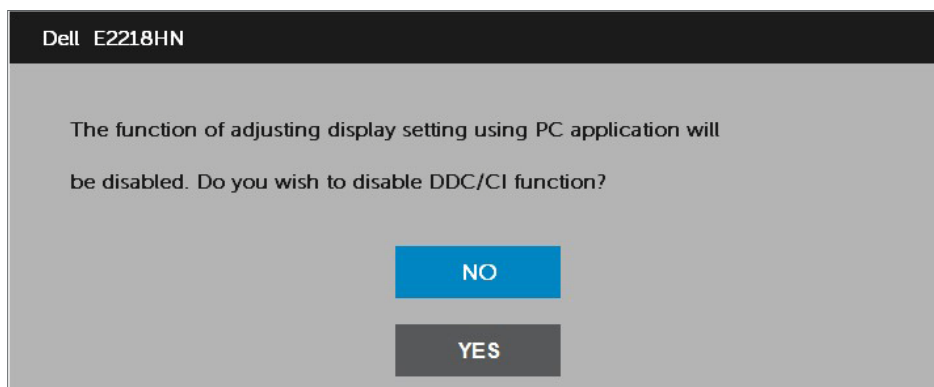 Dell E2218HN
The function of adjusting display setting using PC application will
be disabled. Do you wish to disable DDC/CI function?
NO
YES